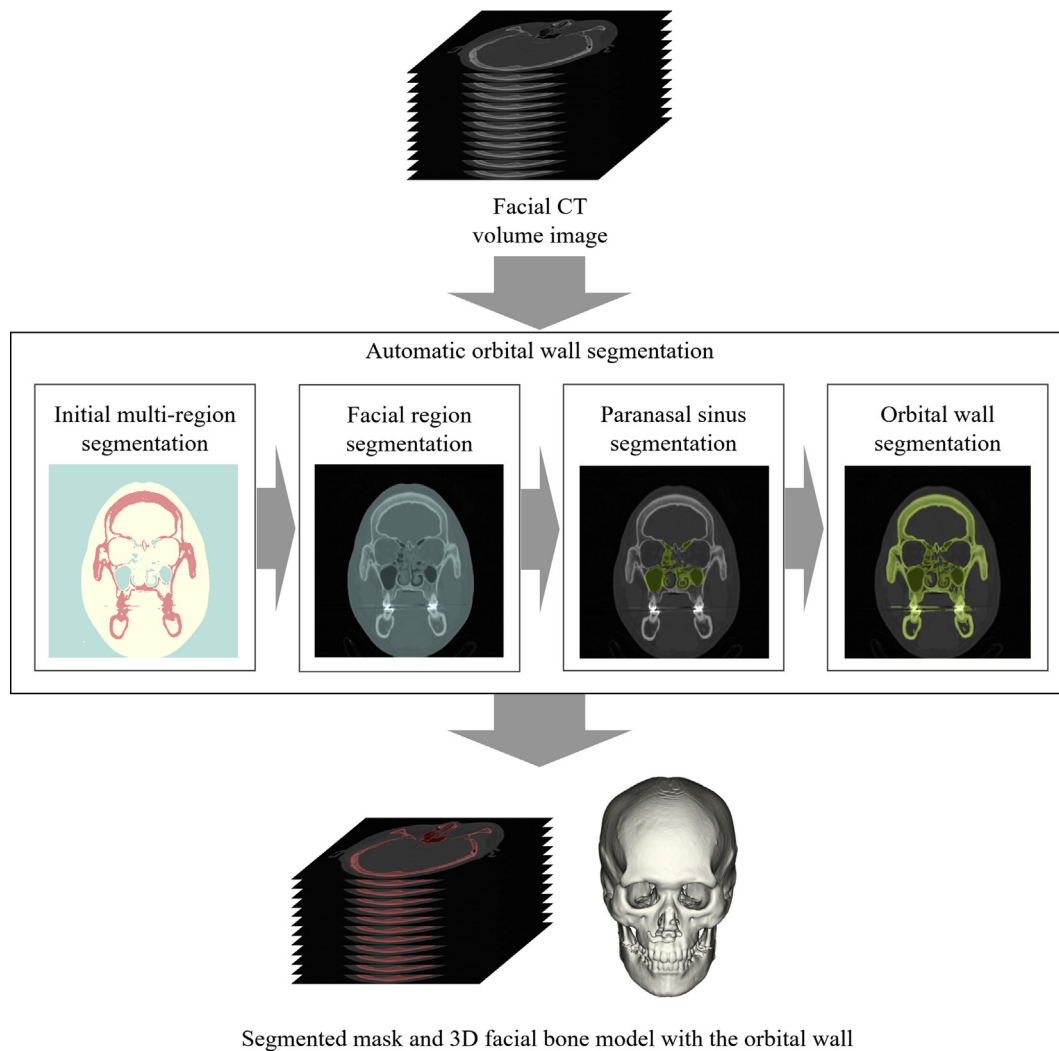 Facial CT
volume image
Automatic orbital wall segmentation
Initial multi-region
segmentation
Facial region
segmentation
Paranasal sinus
segmentation
Orbital wall
segmentation
Segmented mask and 3D facial bone model with the orbital wall